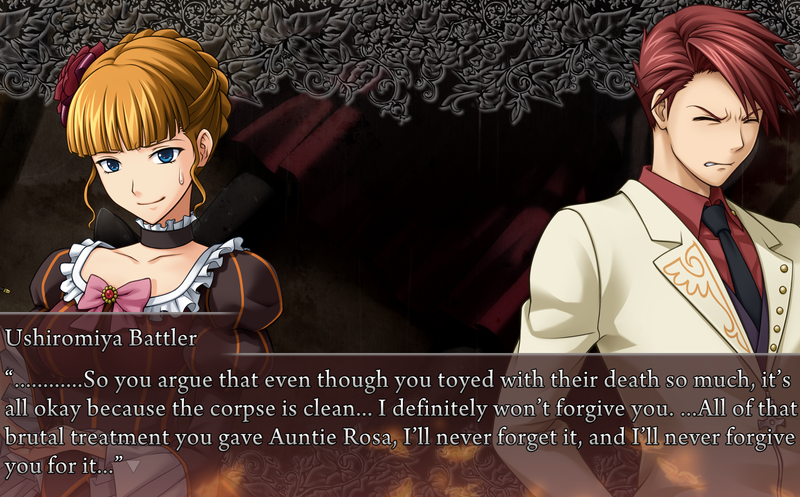 Ushiromiya Battler
“............So you argue that even though you toyed with their death so much, it’s
all okay because the corpse is clean... I definitely won’t forgive you. ...All of that
brutal treatment you gave Auntie Rosa, I’ll never forget it, and I’ll never forgive
you for it...”